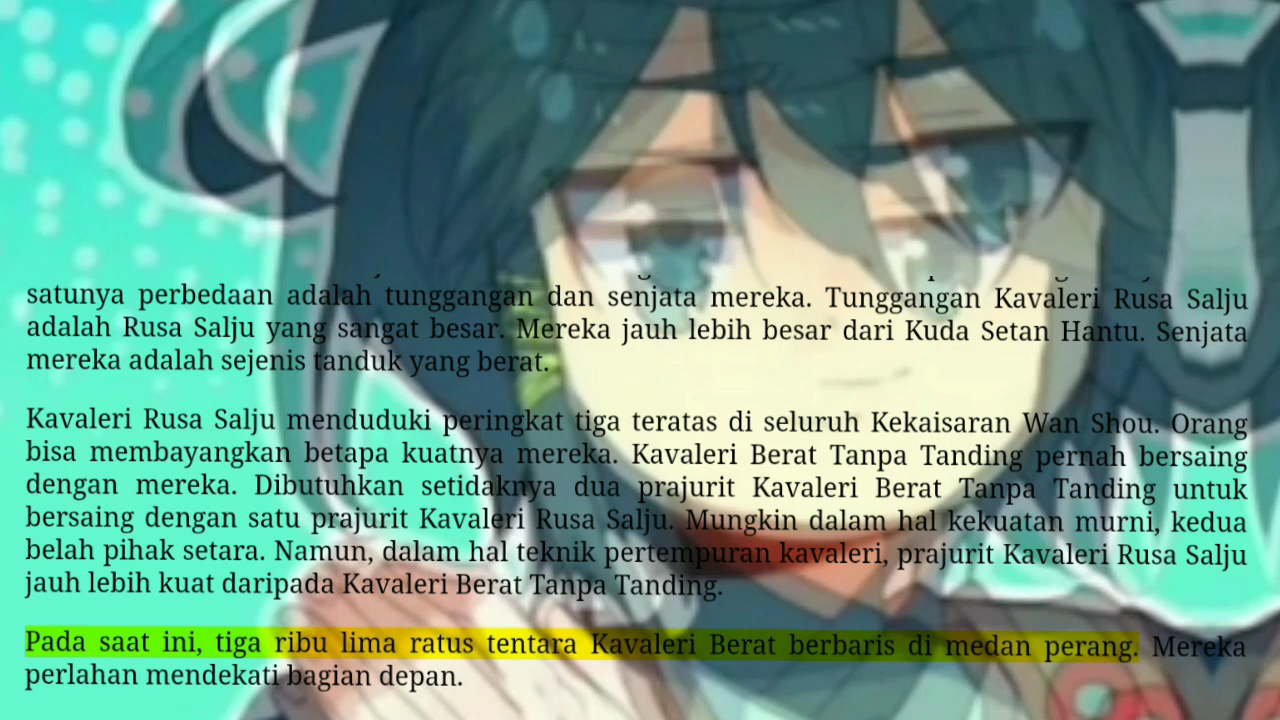 satunya perbedaan adalah tunggangan dan senjata mereka. Tunggangan Kavaleri Rusa Salju
adalah Rusa Salju yang sangat besar. Mereka jauh lebih besar dari Kuda Setan Hantu. Senjata
mereka adalah sejenis tanduk yang berat.
Kavaleri Rusa Salju menduduki peringkat tiga teratas di seluruh Kekaisaran Wan Shou. Orang
bisa membayangkan betapa kuatnya mereka. Kavaleri Berat Tanpa Tanding pernah bersaing
dengan mereka. Dibutuhkan setidaknya dua prajurit Kavaleri Berat Tanpa Tanding untuk
bersaing dengan satu prajurit Kavaleri Rusa Salju. Mungkin dalam hal kekuatan murni, kedua
belah pihak setara. Namun, dalam hal teknik pertempuran kavaleri, prajurit Kavaleri Rusa Salju
jauh lebih kuat daripada Kavaleri Berat Tanpa Tanding.
Pada saat ini, tiga ribu lima ratus tentara Kavaleri Berat berbaris di medan perang. Mereka
perlahan mendekati bagian depan.